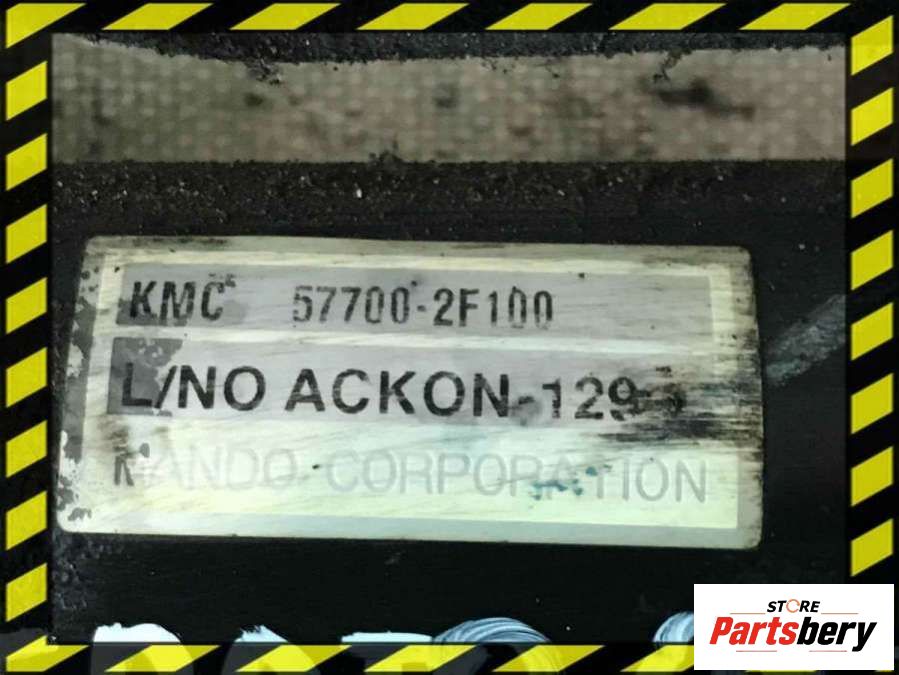 KMC 57700-2F100
L/NO ACKON-129
MANDO CORPORATION
STORE
Partsbery